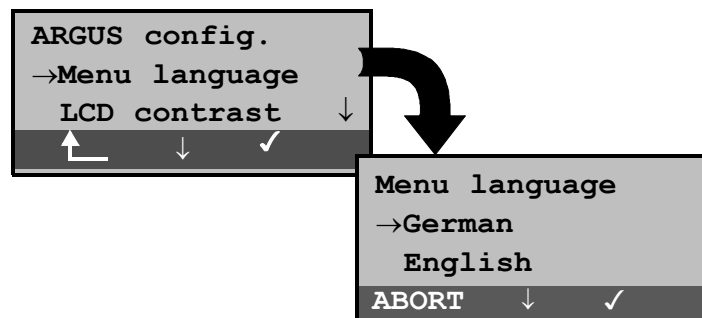 ARGUS config.
→Menu language
LCD contrast ↓
↓ ✓
Menu language
→German
English
ABORT ↓ ✓